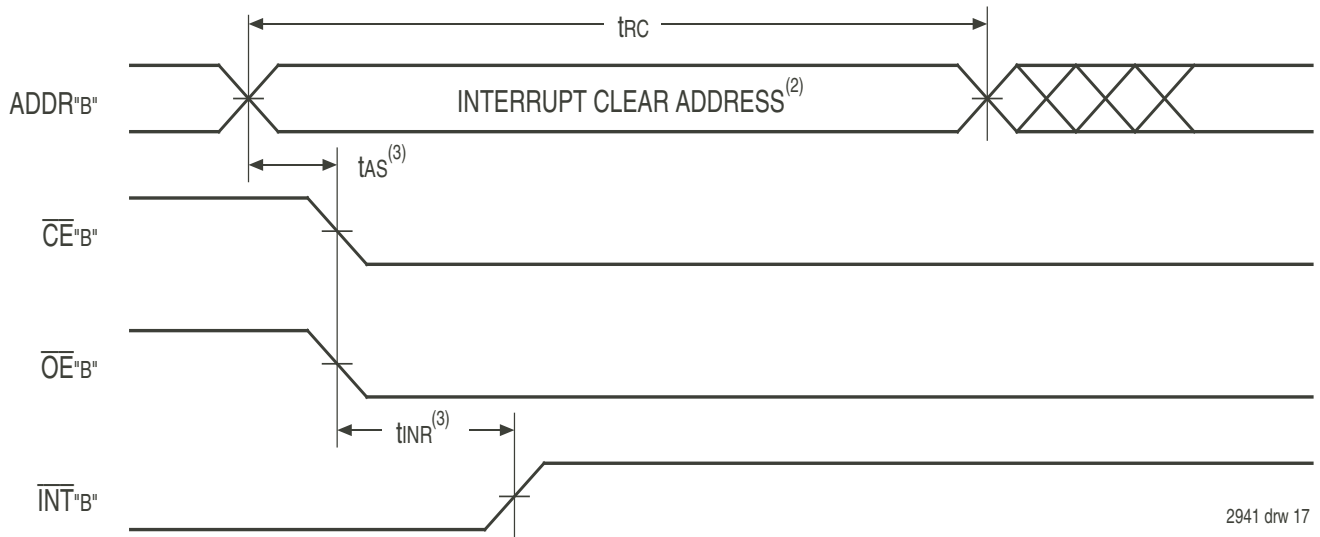 tRC
ADDR"B"
INTERRUPT CLEAR ADDRESS(2)
tAS(3)
CE"B"
OE"B"
tINR(3)
INT"B"
2941 drw 17